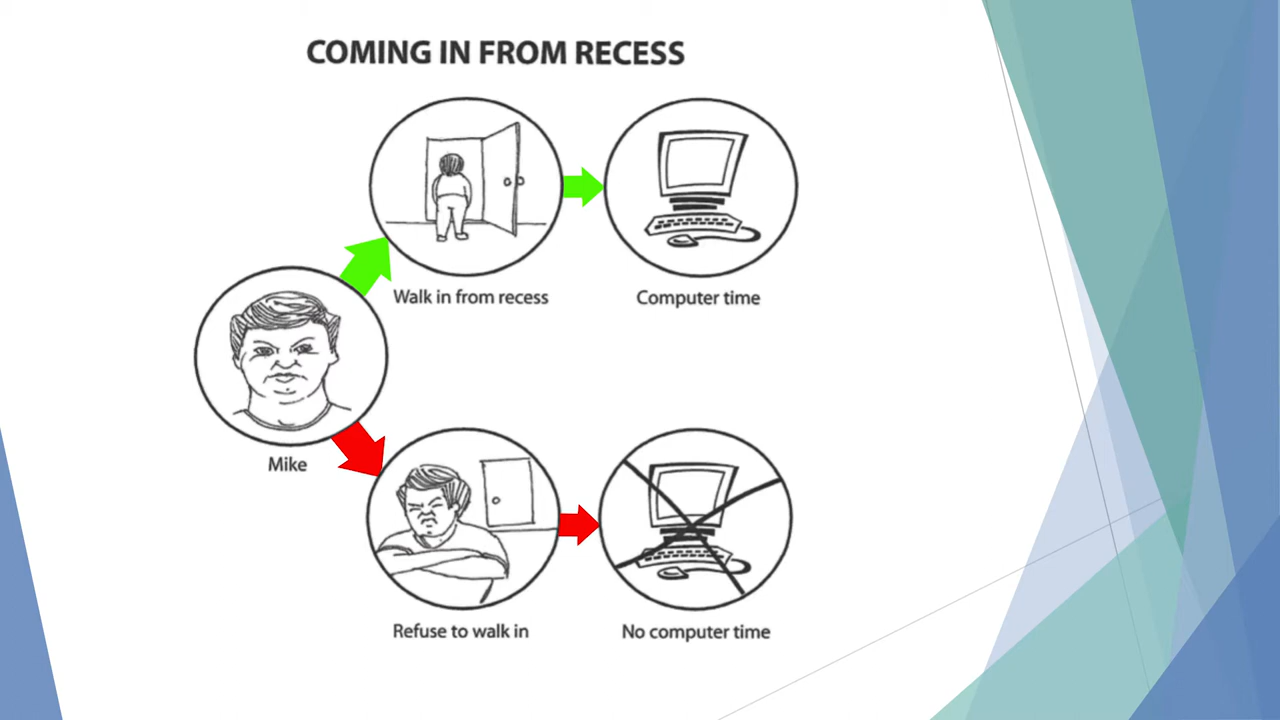 COMING IN FROM RECESS
Walk in from recess
Computer time
Mike
Refuse to walk in
No computer time